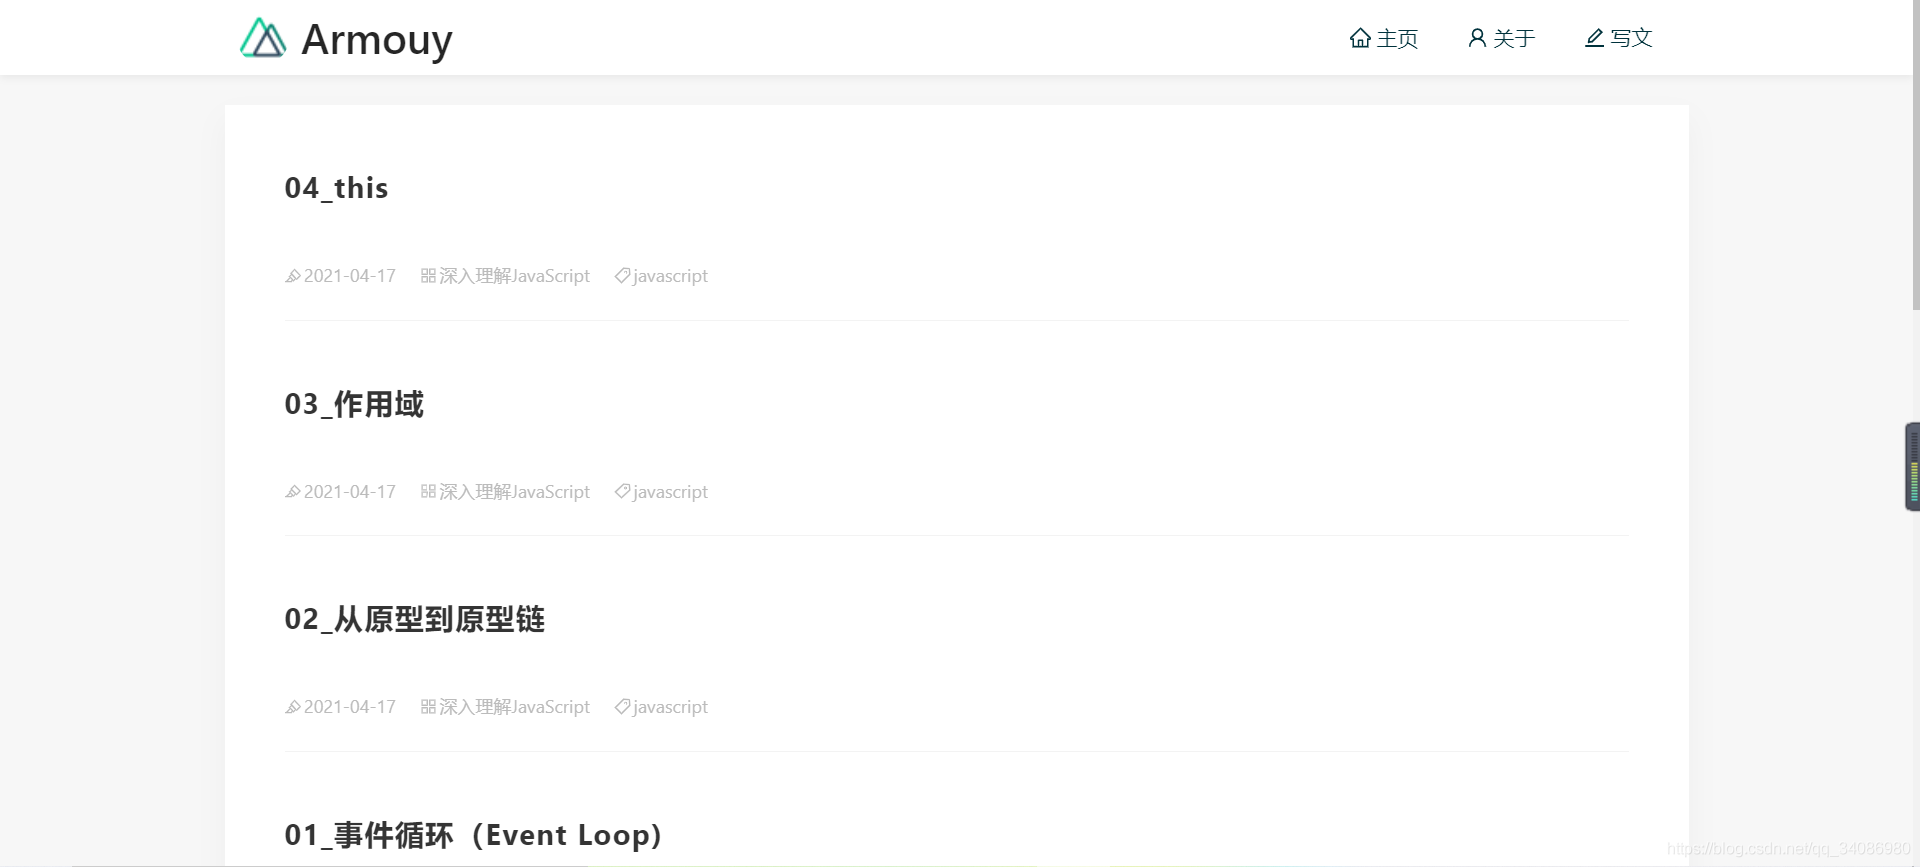 Armouy 主页 关于 写文
04_this
2021-04-17 深入理解JavaScript javascript
03_作用域
2021-04-17 深入理解JavaScript javascript
02_从原型到原型链
2021-04-17 深入理解JavaScript javascript
01_事件循环（Event Loop）
https://blog.csdn.net/qq_34086980